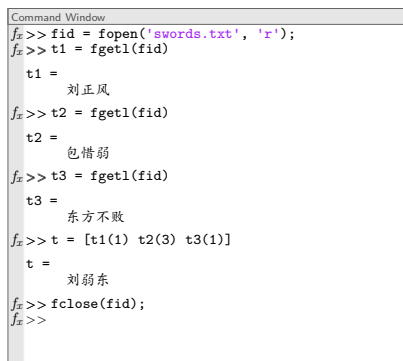 Command Window
fx >> fid = fopen('swords.txt', 'r');
fx >> t1 = fgetl(fid)
t1 =
刘正风
fx >> t2 = fgetl(fid)
t2 =
包惜弱
fx >> t3 = fgetl(fid)
t3 =
东方不败
fx >> t = [t1(1) t2(3) t3(1)]
t =
刘弱东
fx >> fclose(fid);
fx >>